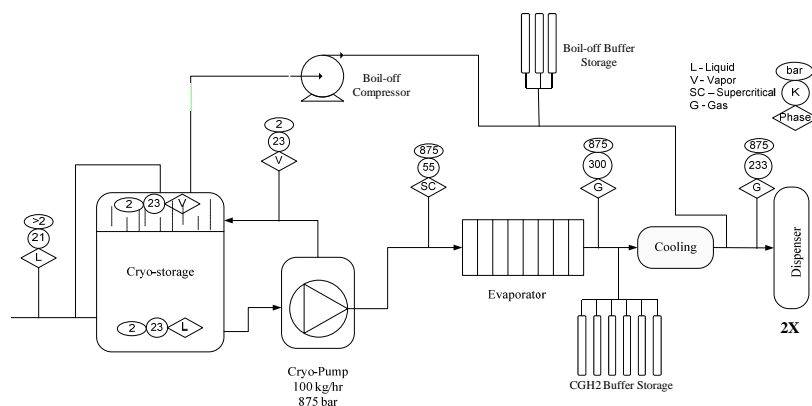 Boil-off Buffer
Storage
L - Liquid
V - Vapor
SC – Supercritical
G - Gas
bar
K
Phase
Boil-off
Compressor
2
23
V
875
55
SC
875
300
G
875
233
G
>2
21
L
2
23
V
Cryo-storage
2
23
L
Cooling
Dispenser
Evaporator
2X
Cryo-Pump
100 kg/hr
875 bar
CGH2 Buffer Storage